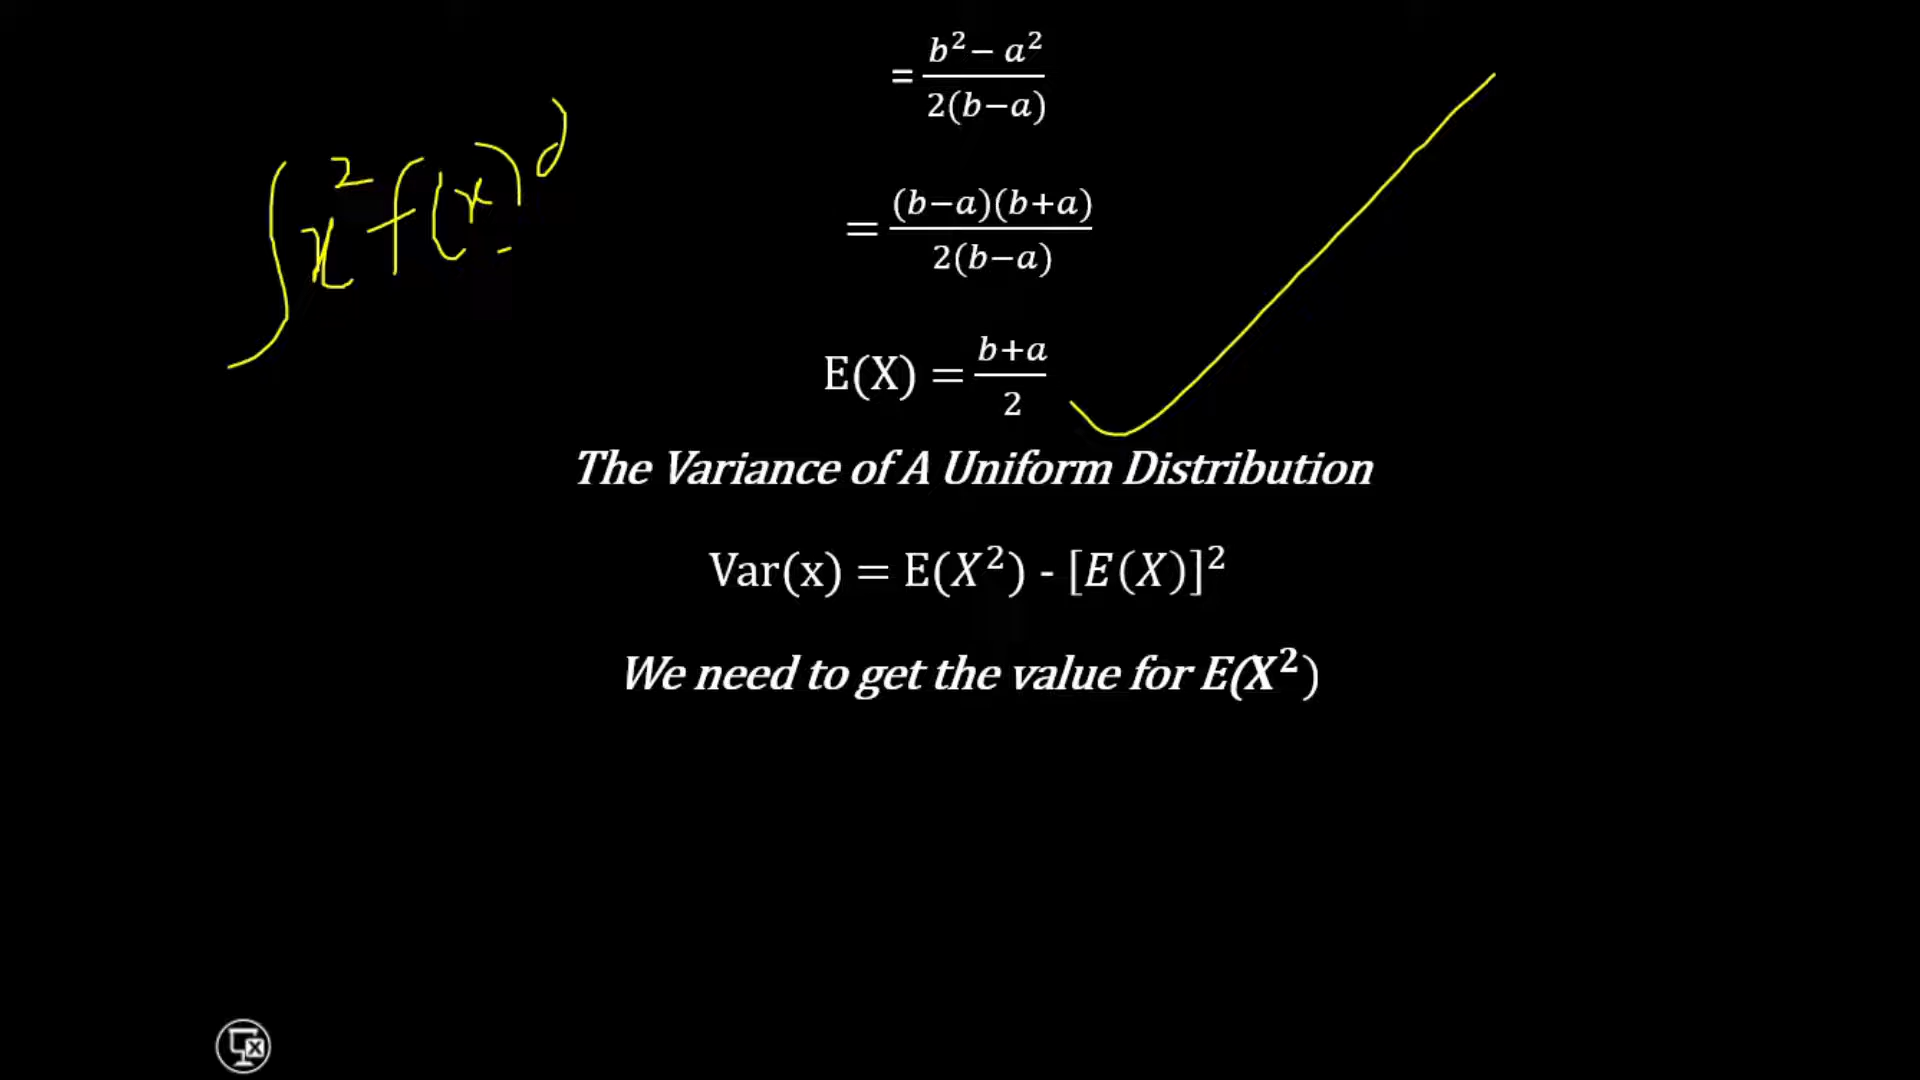 = b² − a² / 2(b−a)
∫x² f(x) d
= (b−a)(b+a) / 2(b−a)
E(X) = b+a / 2
The Variance of A Uniform Distribution
Var(x) = E(X²) - [E(X)]²
We need to get the value for E(X²)